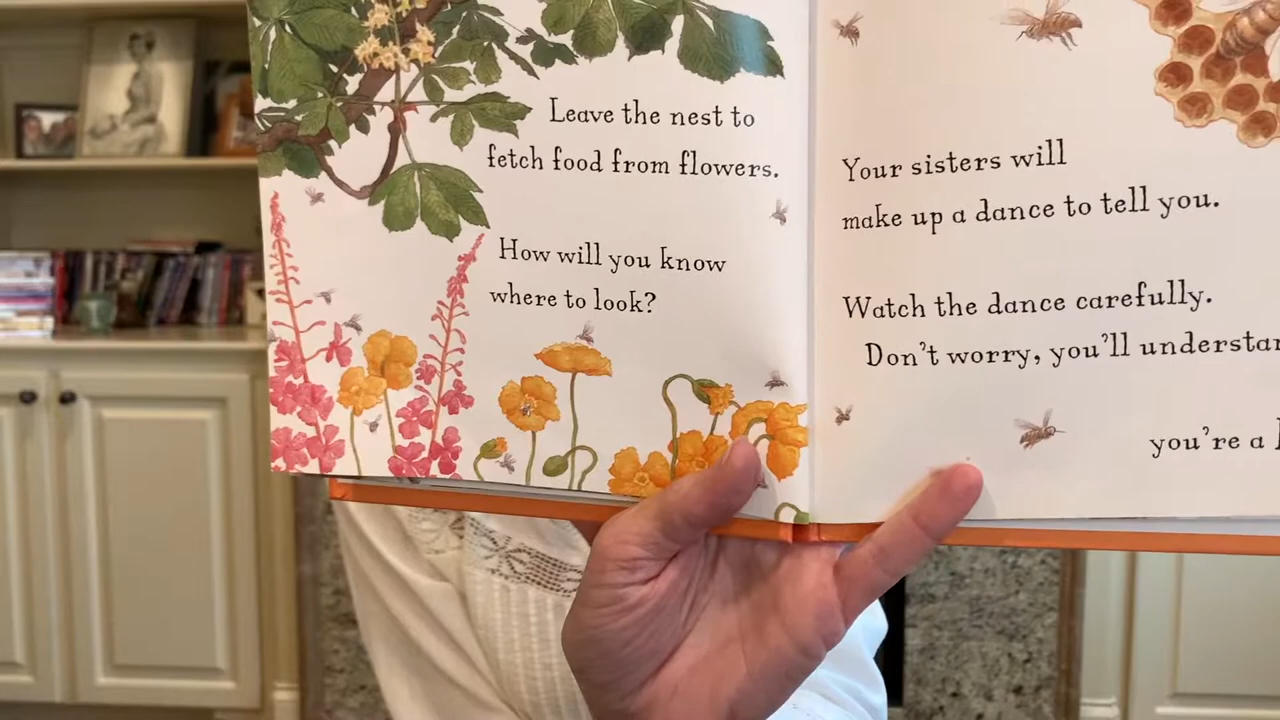 Leave the nest to
fetch food from flowers.
How will you know
where to look?
Your sisters will
make up a dance to tell you.
Watch the dance carefully.
Don't worry, you'll
you're a